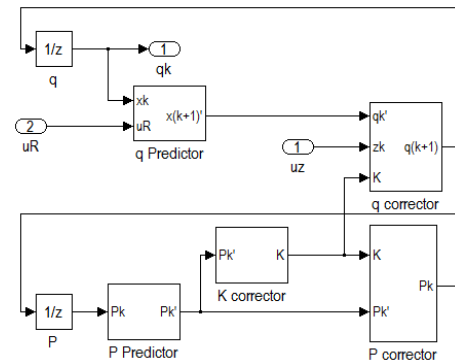 1/z
q
1
qk
xk
uR
x(k+1)'
q Predictor
2
uR
1
uz
qk'
zk
K
q(k+1)
q corrector
1/z
P
Pk
Pk'
P Predictor
Pk'
K
K corrector
K
Pk'
Pk
P corrector